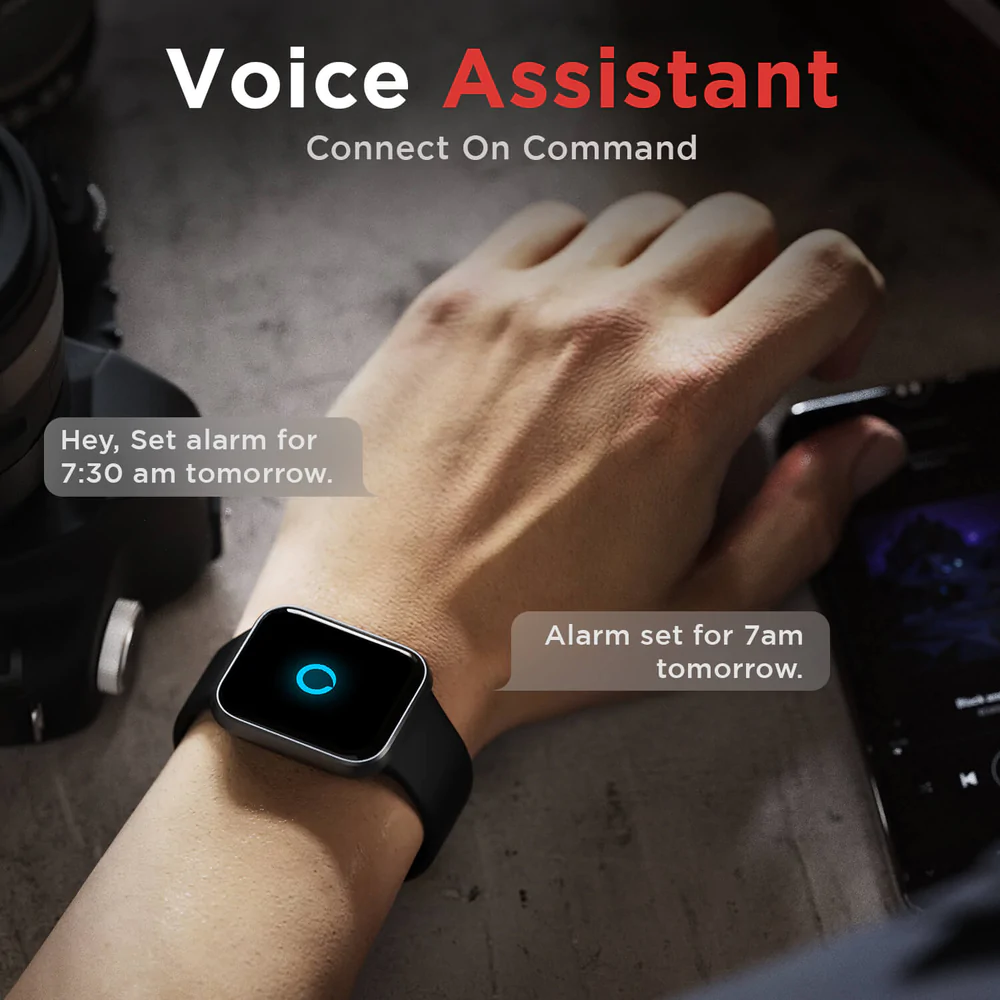 Voice Assistant
Connect On Command
Hey, Set alarm for
7:30 am tomorrow.
Alarm set for 7am
tomorrow.